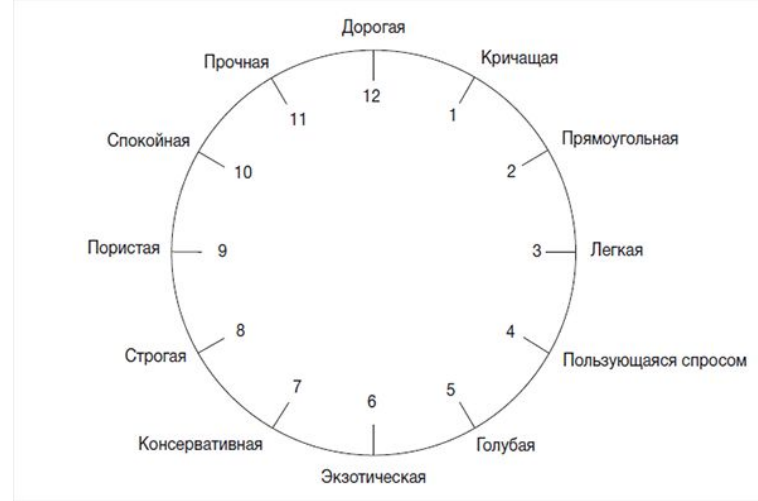 Дорогая
Прочная
Кричащая
12
11
1
Спокойная
Прямоугольная
10
2
Пористая
9
3
Легкая
8
4
Строгая
Пользующаяся спросом
7
6
5
Консервативная
Голубая
Экзотическая